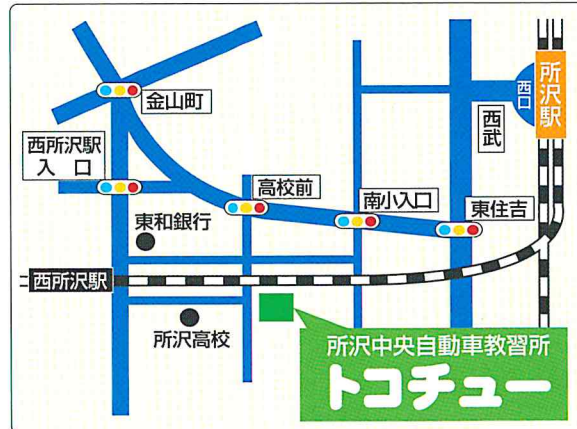 金山町
西所沢駅
入口
高校前
南小入口
東住吉
東和銀行
西武
西口
所沢駅
西所沢駅
所沢高校
所沢中央自動車教習所
トコチュー